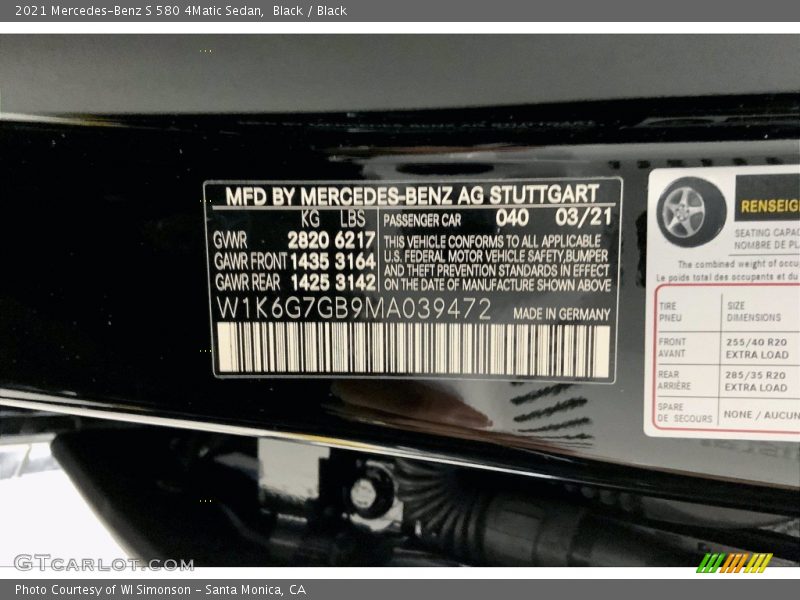 2021 Mercedes-Benz S 580 4Matic Sedan,  Black / Black
MFD BY MERCEDES-BENZ AG STUTTGART
KG LBS PASSENGER CAR 040 03/21
GVWR 2820 6217 THIS VEHICLE CONFORMS TO ALL APPLICABLE
GAWR FRONT 1435 3164 U.S. FEDERAL MOTOR VEHICLE SAFETY,BUMPER
GAWR REAR 1425 3142 AND THEFT PREVENTION STANDARDS IN EFFECT
ON THE DATE OF MANUFACTURE SHOWN ABOVE
W1K6G7GB9MA039472 MADE IN GERMANY
SEATING
NOMBRE DE
The combined weight of
Le poids total des occupants et du
TIRE SIZE
PNEU DIMENSIONS
FRONT 255/40 R20
AVANT EXTRA LOAD
REAR 285/35 R20
ARRIÈRE EXTRA LOAD
SPARE
DE SECOURS NONE / AUCUN
GTcarlot.com
Photo Courtesy of WI Simonson - Santa Monica, CA